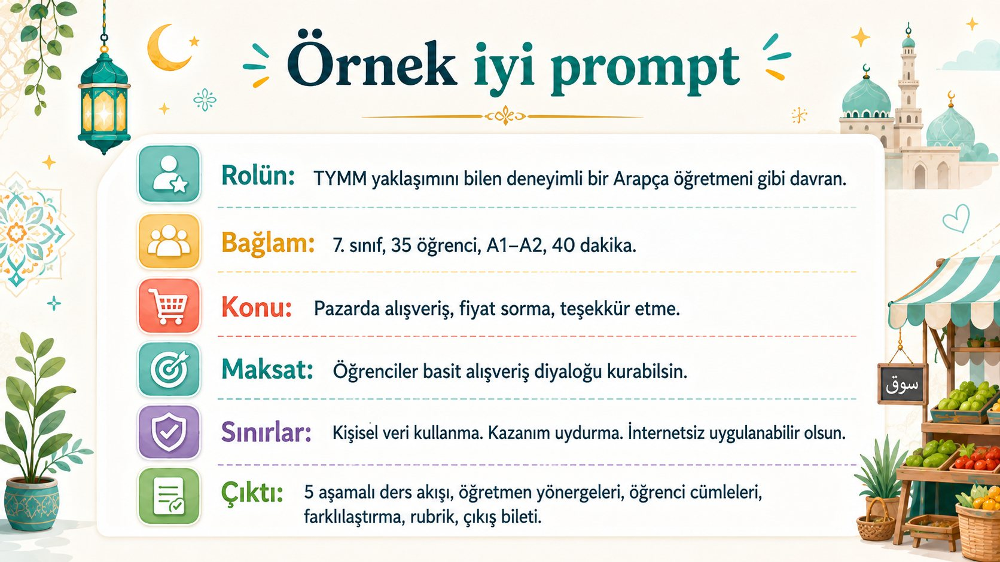 Örnek iyi prompt
Rolün: TYMM yaklaşımını bilen deneyimli bir Arapça öğretmeni gibi davran.
Bağlam: 7. sınıf, 35 öğrenci, A1–A2, 40 dakika.
Konu: Pazarda alışveriş, fiyat sorma, teşekkür etme.
Maksat: Öğrenciler basit alışveriş diyaloğu kurabilsin.
سوق
Sınırlar: Kişisel veri kullanma. Kazanım uydurma. İnternetsiz uygulanabilir olsun.
Çıktı: 5 aşamalı ders akışı, öğretmen yönergeleri, öğrenci cümleleri,
farklılaştırma, rubrik, çıkış bileti.